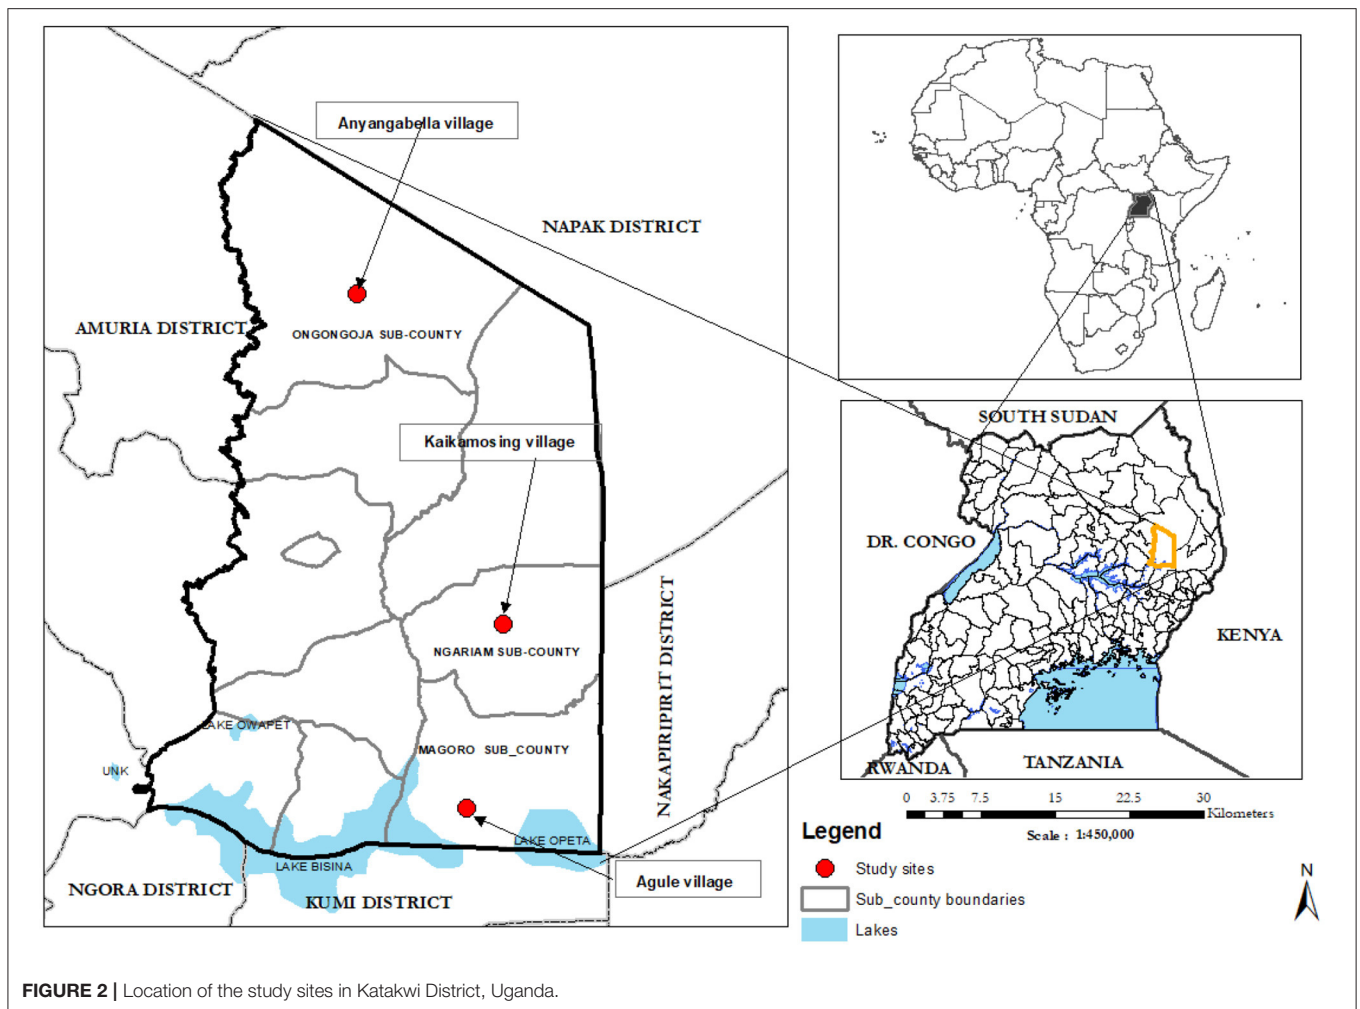 Anyangabella village
NAPAK DISTRICT
AMURIA DISTRICT
ONGONGOJA SUB-COUNTY
Kaikamosing village
NGARIAM SUB-COUNTY
NAKAPIRIPIRIT DISTRICT
LAKE OWAPET
MAGORO SUB_COUNTY
UNK
LAKE OPETA
LAKE BISINA
Agule village
NGORA DISTRICT
KUMI DISTRICT
SOUTH SUDAN
DR. CONGO
KENYA
RWANDA
TANZANIA
0 3.75 7.5 15 22.5 30
Kilometers
Scale : 1:450,000
Legend
Study sites
Sub_county boundaries
Lakes
N
FIGURE 2 | Location of the study sites in Katakwi District, Uganda.